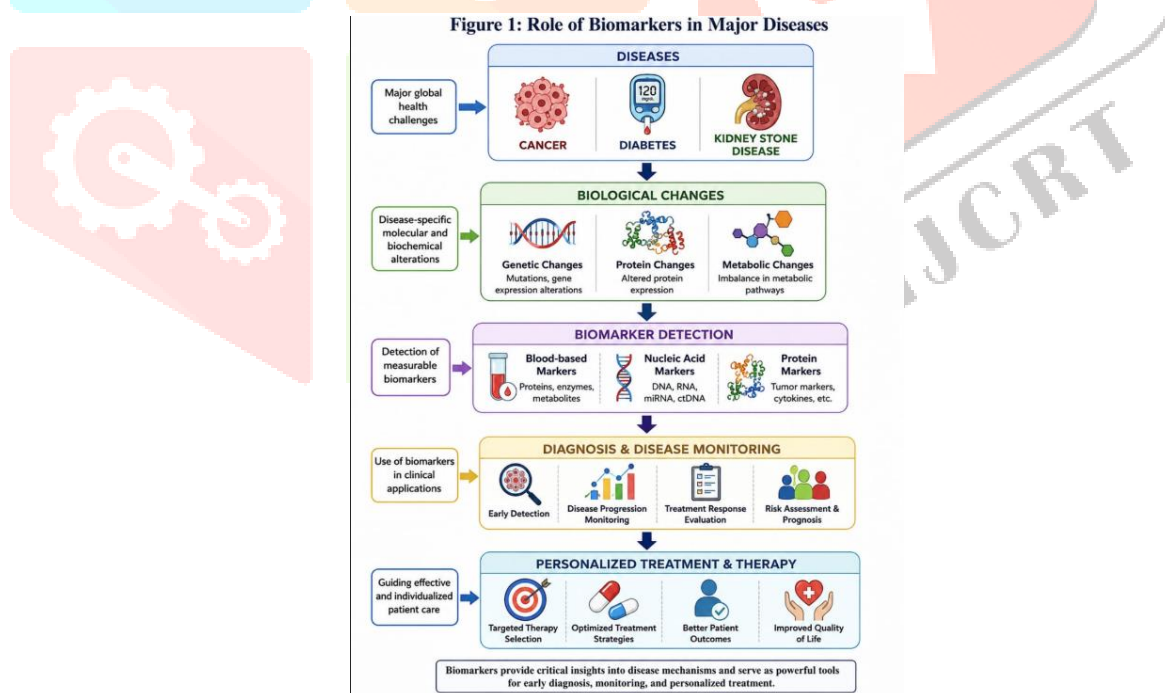 Figure 1: Role of Biomarkers in Major Diseases
DISEASES
Major global
health
challenges
120
mg/dL
CANCER
DIABETES
KIDNEY STONE
DISEASE
BIOLOGICAL CHANGES
Disease-specific
molecular and
biochemical
alterations
Genetic Changes
Mutations, gene
expression alterations
Protein Changes
Altered protein
expression
Metabolic Changes
Imbalance in metabolic
pathways
BIOMARKER DETECTION
Detection of
measurable
biomarkers
Blood-based
Markers
Proteins, enzymes,
metabolites
Nucleic Acid
Markers
DNA, RNA,
miRNA, ctDNA
Protein
Markers
Tumor markers,
cytokines, etc.
DIAGNOSIS & DISEASE MONITORING
Use of biomarkers
in clinical
applications
Early Detection
Disease Progression
Monitoring
Treatment Response
Evaluation
Risk Assessment &
Prognosis
PERSONALIZED TREATMENT & THERAPY
Guiding effective
and individualized
patient care
Targeted Therapy
Selection
Optimized Treatment
Strategies
Better Patient
Outcomes
Improved Quality
of Life
Biomarkers provide critical insights into disease mechanisms and serve as powerful tools
for early diagnosis, monitoring, and personalized treatment.
IJCRT